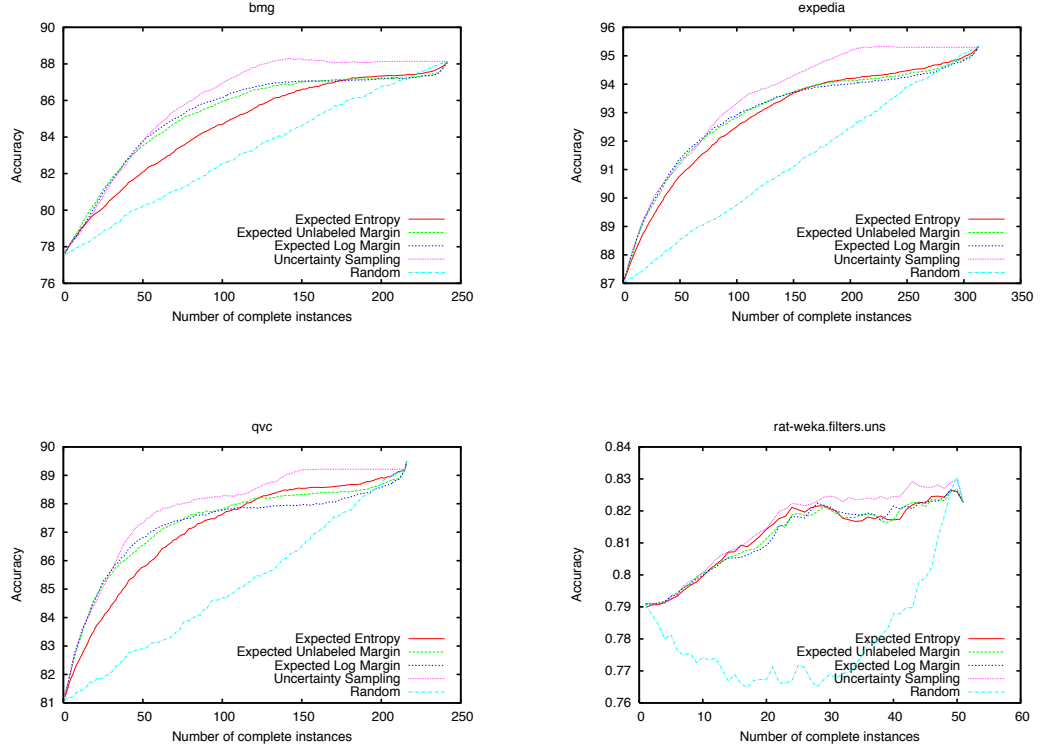 bmg
90
88
86
84
82
80
78
76
Accuracy
0 50 100 150 200 250
Number of complete instances
Expected Entropy
Expected Unlabeled Margin
Expected Log Margin
Uncertainty Sampling
Random
expedia
96
95
94
93
92
91
90
89
88
87
Accuracy
0 50 100 150 200 250 300 350
Number of complete instances
Expected Entropy
Expected Unlabeled Margin
Expected Log Margin
Uncertainty Sampling
Random
qvc
90
89
88
87
86
85
84
83
82
81
Accuracy
0 50 100 150 200 250
Number of complete instances
Expected Entropy
Expected Unlabeled Margin
Expected Log Margin
Uncertainty Sampling
Random
rat-weka.filters.uns
0.84
0.83
0.82
0.81
0.8
0.79
0.78
0.77
0.76
Accuracy
0 10 20 30 40 50 60
Number of complete instances
Expected Entropy
Expected Unlabeled Margin
Expected Log Margin
Uncertainty Sampling
Random